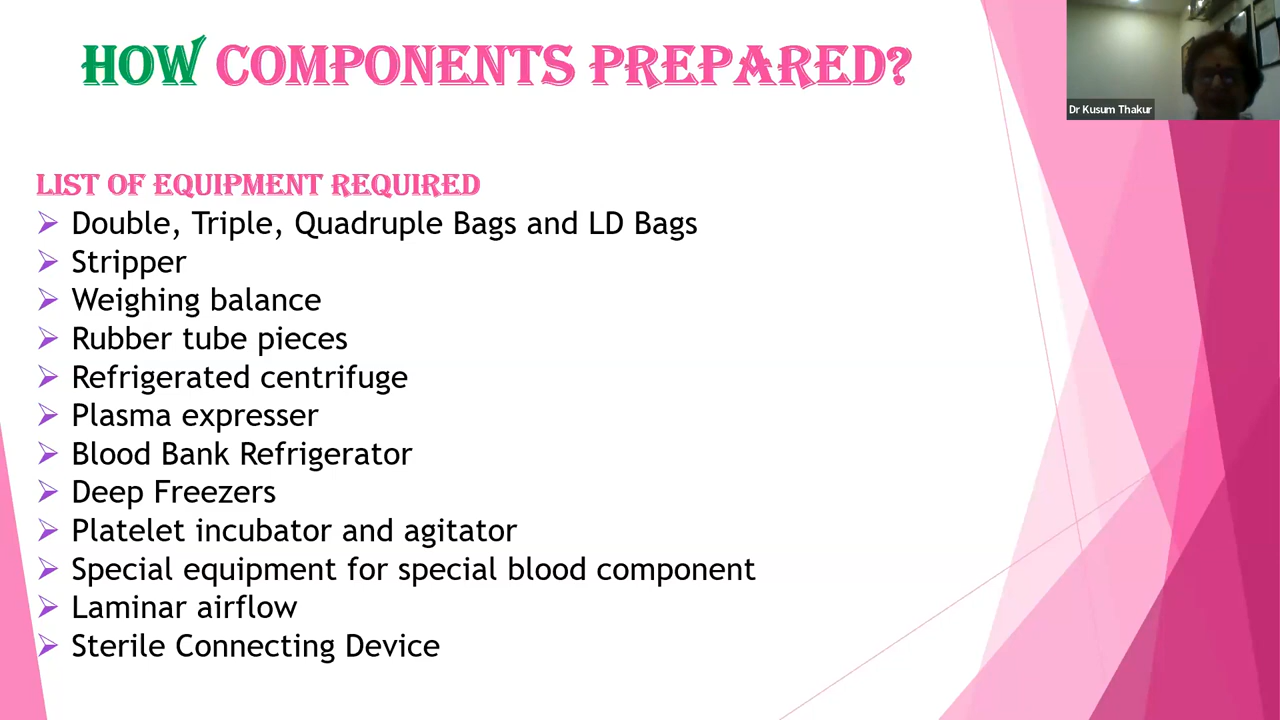 HOW COMPONENTS PREPARED?
Dr Kusum Thakur
LIST OF EQUIPMENT REQUIRED
➢ Double, Triple, Quadruple Bags and LD Bags
➢ Stripper
➢ Weighing balance
➢ Rubber tube pieces
➢ Refrigerated centrifuge
➢ Plasma expresser
➢ Blood Bank Refrigerator
➢ Deep Freezers
➢ Platelet incubator and agitator
➢ Special equipment for special blood component
➢ Laminar airflow
➢ Sterile Connecting Device